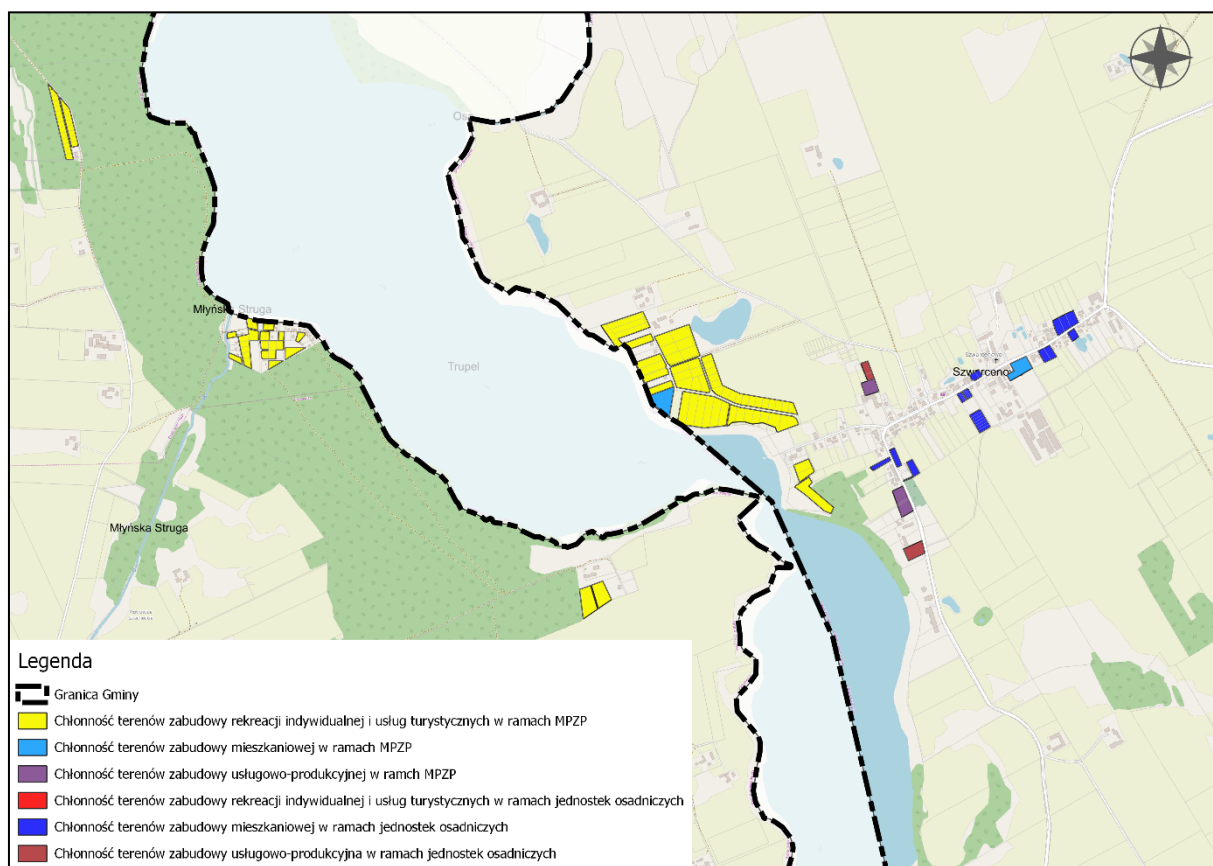 Osa
Młyńska Struga
Trupel
Szwarcenowo
Szwarceno
Młyńska Struga
Legenda
Granica Gminy
Chłonność terenów zabudowy rekreacji indywidualnej i usług turystycznych w ramach MPZP
Chłonność terenów zabudowy mieszkaniowej w ramach MPZP
Chłonność terenów zabudowy usługowo-produkcyjnej w ramch MPZP
Chłonność terenów zabudowy rekreacji indywidualnej i usług turystycznych w ramach jednostek osadniczych
Chłonność terenów zabudowy mieszkaniowej w ramach jednostek osadniczych
Chłonność terenów zabudowy usługowo-produkcyjna w ramach jednostek osadniczych